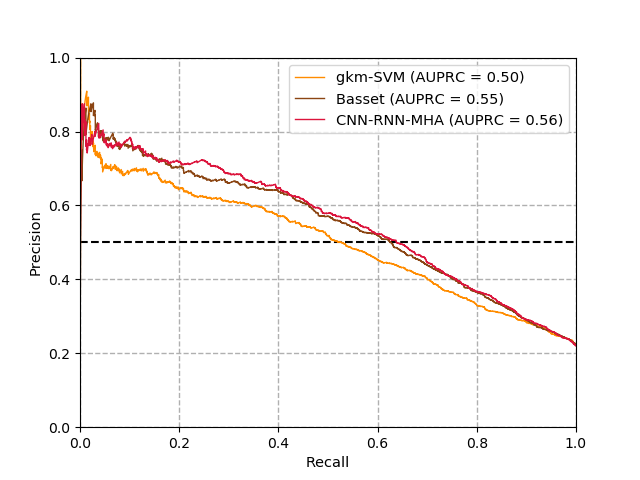 gkm-SVM (AUPRC = 0.50)
Basset (AUPRC = 0.55)
CNN-RNN-MHA (AUPRC = 0.56)
1.0
0.8
0.6
0.4
0.2
0.0
Precision
0.0 0.2 0.4 0.6 0.8 1.0
Recall